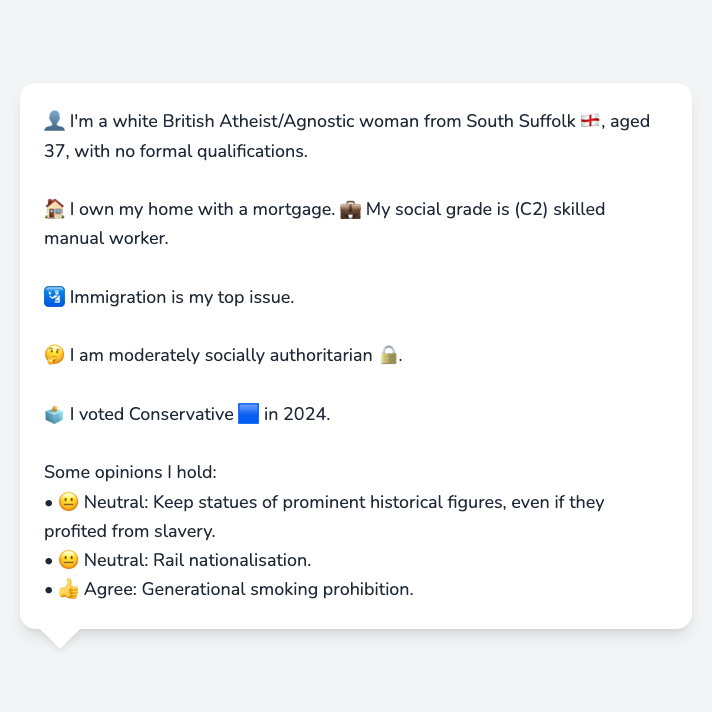 👤 I'm a white British Atheist/Agnostic woman from South Suffolk 🏴󠁧󠁢󠁥󠁮󠁧󠁿, aged
37, with no formal qualifications.
🏠 I own my home with a mortgage. 💼 My social grade is (C2) skilled
manual worker.
🛂 Immigration is my top issue.
🤔 I am moderately socially authoritarian 🔒.
🗳️ I voted Conservative 🟦 in 2024.
Some opinions I hold:
• 😐 Neutral: Keep statues of prominent historical figures, even if they
profited from slavery.
• 😐 Neutral: Rail nationalisation.
• 👍 Agree: Generational smoking prohibition.